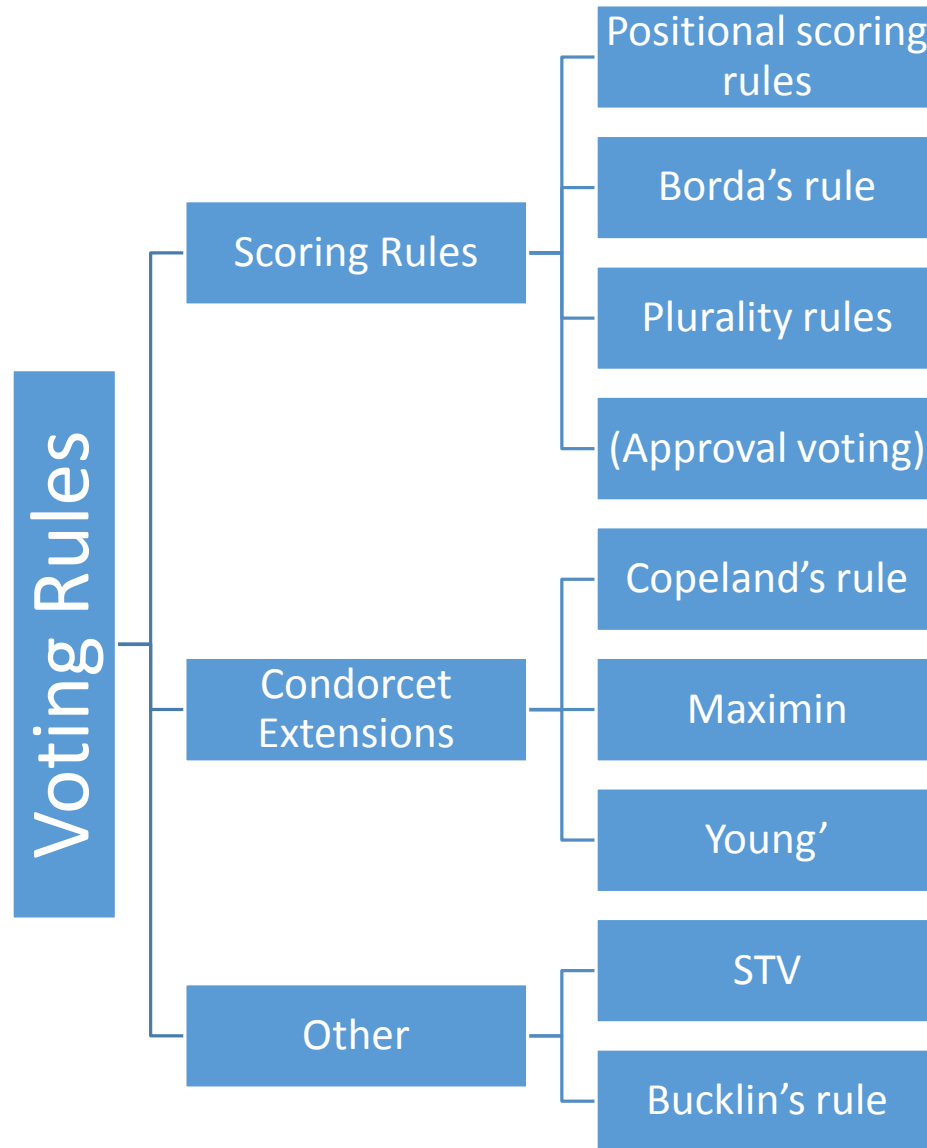 Voting Rules
Scoring Rules
Positional scoring
rules
Borda’s rule
Plurality rules
(Approval voting)
Condorcet
Extensions
Copeland’s rule
Maximin
Young’
Other
STV
Bucklin’s rule